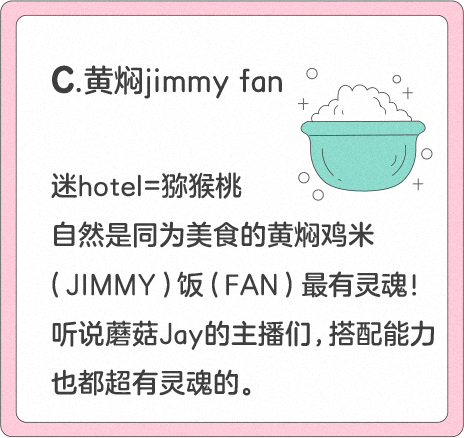 C.黄焖jimmy fan
迷hotel=猕猴桃
自然是同为美食的黄焖鸡米
(JIMMY)饭(FAN)最有灵魂!
听说蘑菇Jay的主播们,搭配能力
也都超有灵魂的。